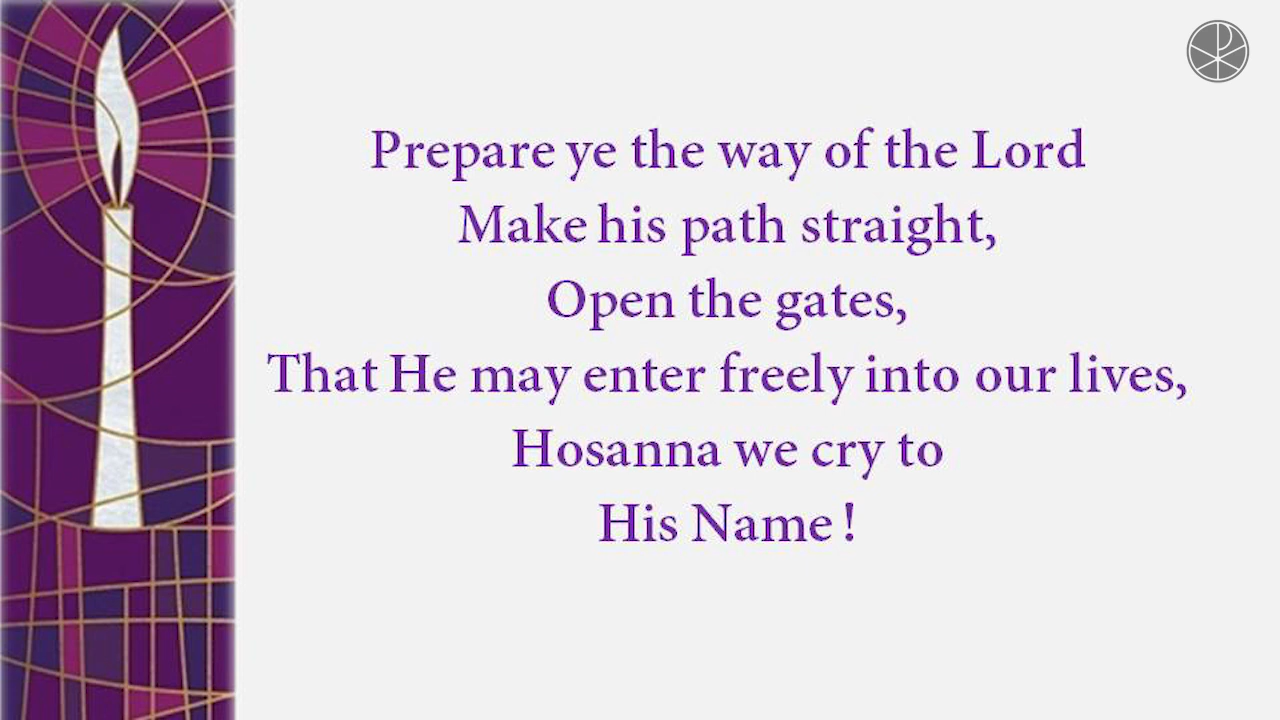 Prepare ye the way of the Lord
Make his path straight,
Open the gates,
That He may enter freely into our lives,
Hosanna we cry to
His Name !